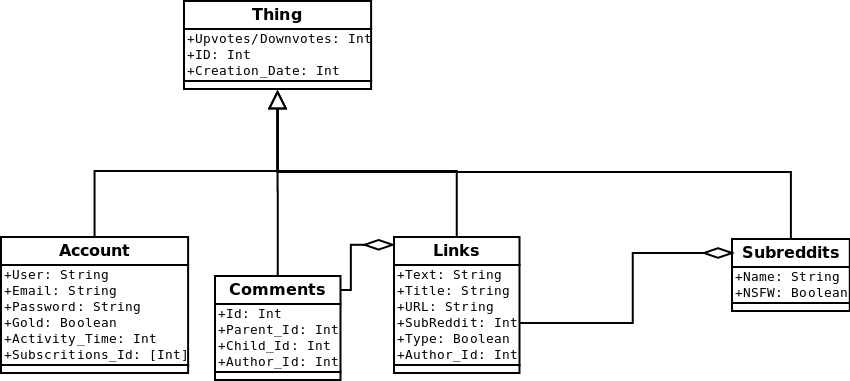 Thing
+Upvotes/Downvotes: Int
+ID: Int
+Creation_Date: Int
Account
+User: String
+Email: String
+Password: String
+Gold: Boolean
+Activity_Time: Int
+Subscritions_Id: [Int]
Comments
+Id: Int
+Parent_Id: Int
+Child_Id: Int
+Author_Id: Int
Links
+Text: String
+Title: String
+URL: String
+SubReddit: Int
+Type: Boolean
+Author_Id: Int
Subreddits
+Name: String
+NSFW: Boolean